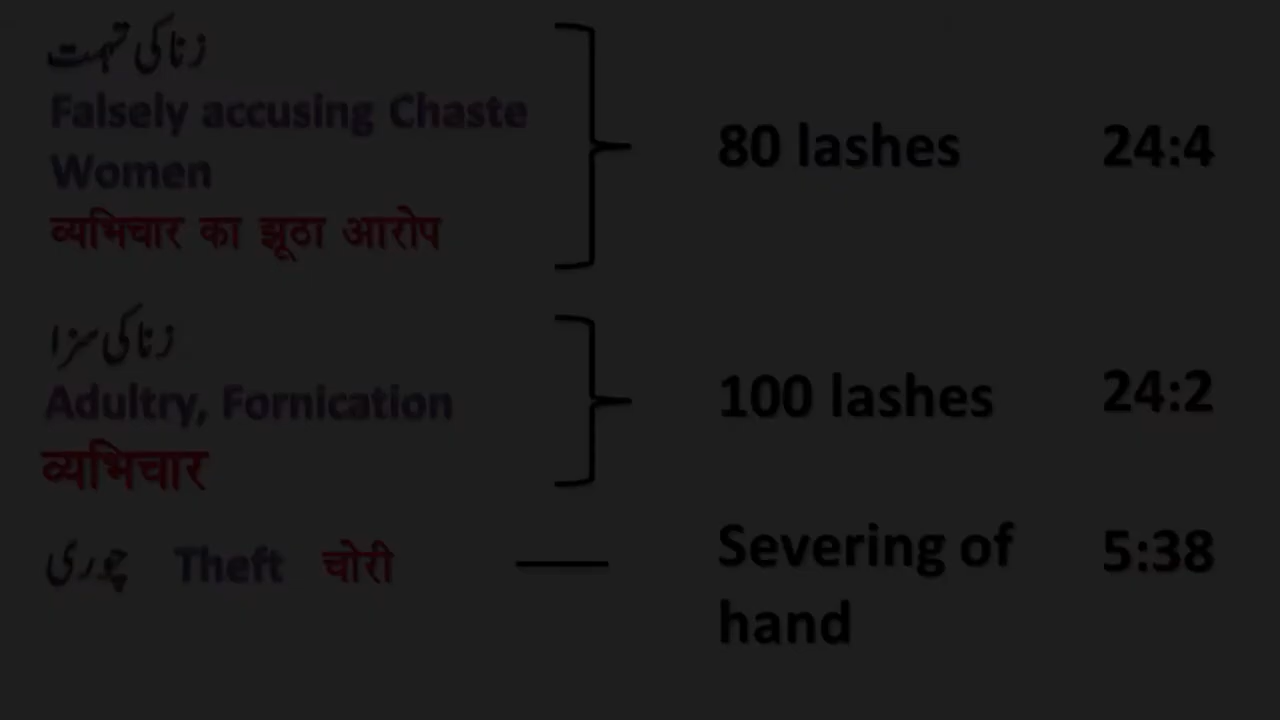 زنا کی تہمت
Falsely accusing Chaste
Women
व्यभिचार का झूठा आरोप
80 lashes 24:4
زنا کی سزا
Adultry, Fornication
व्यभिचार
100 lashes 24:2
چوری Theft चोरी
Severing of
hand
5:38